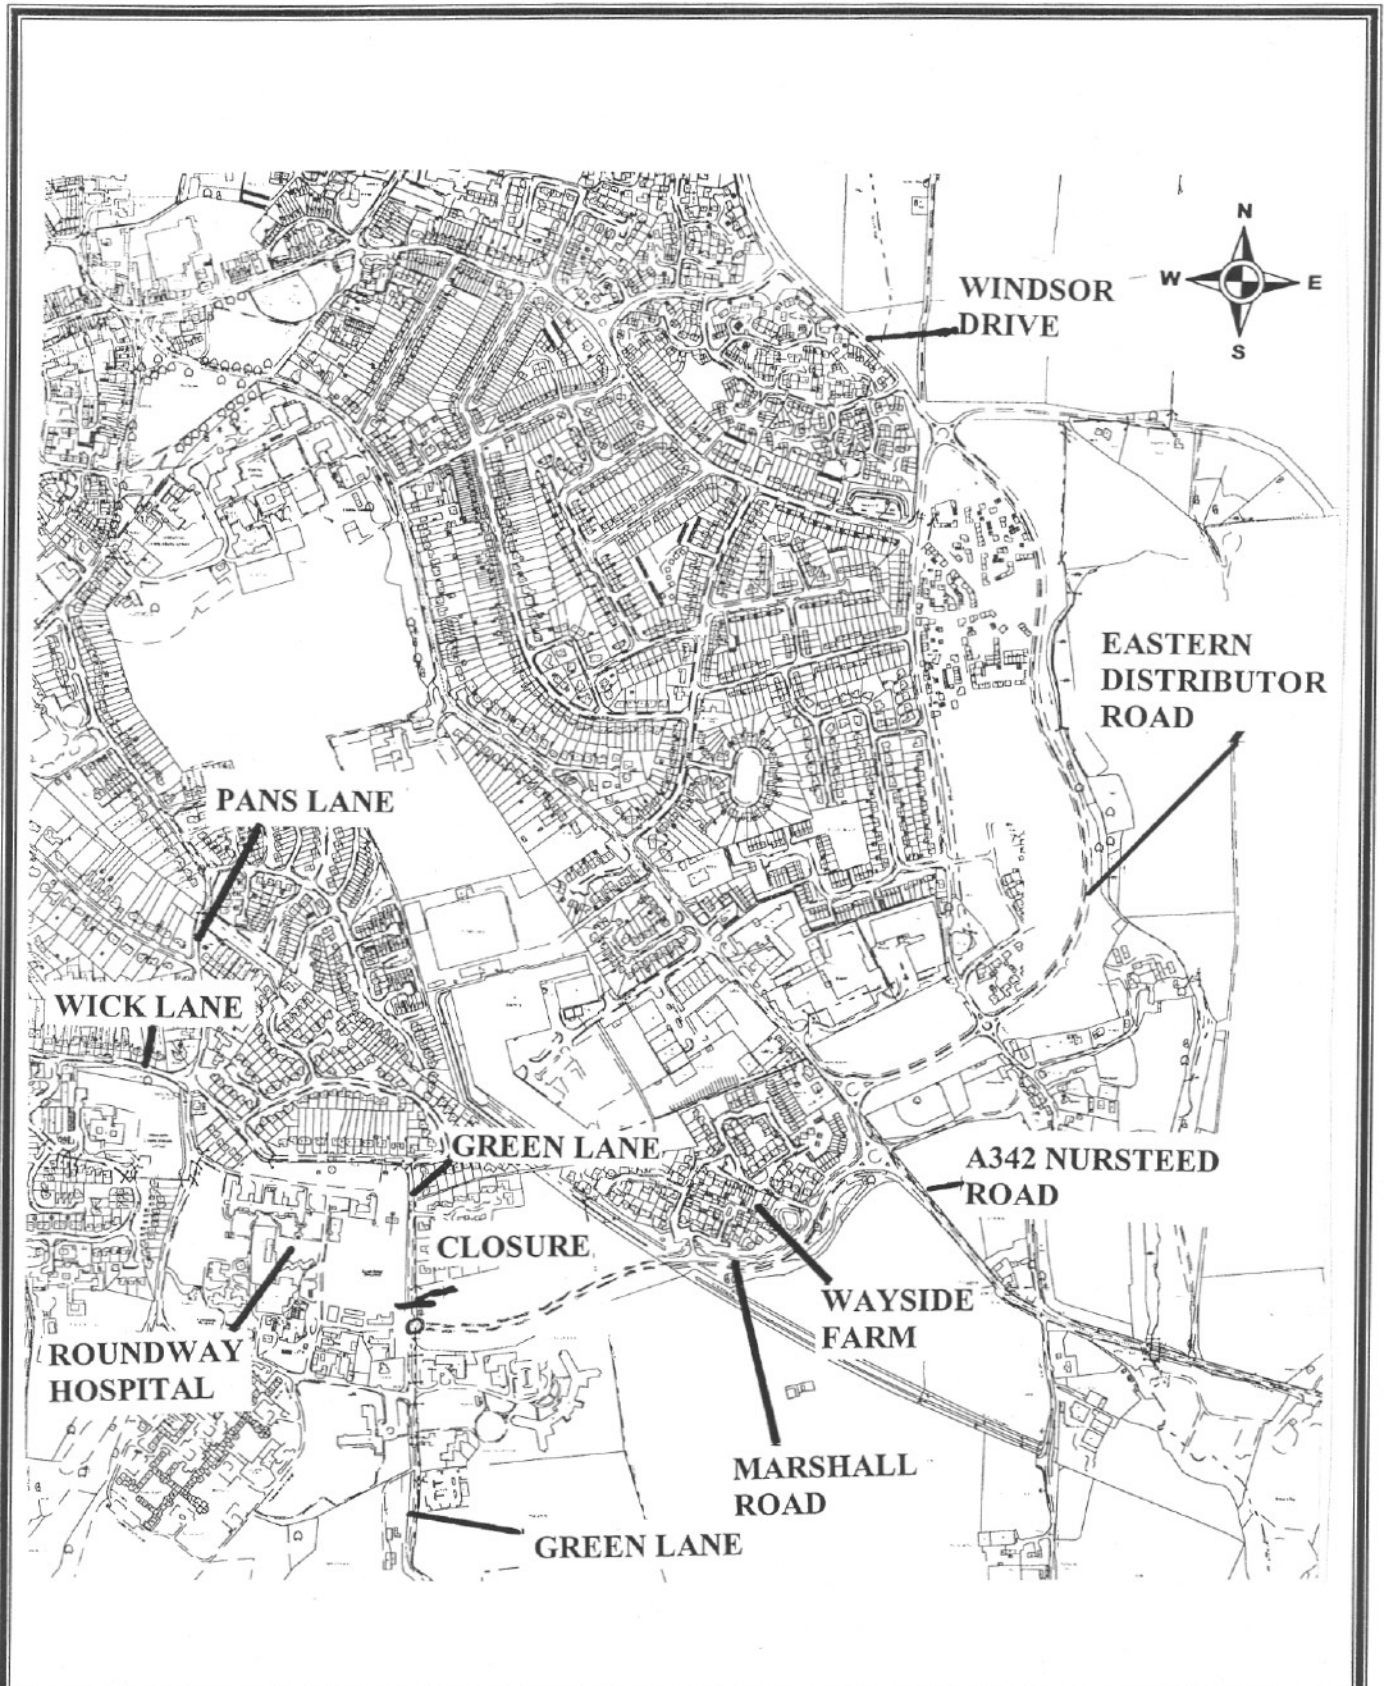 N
W E
S
WINDSOR
DRIVE
EASTERN
DISTRIBUTOR
ROAD
PANS LANE
WICK LANE
GREEN LANE
A342 NURSTEED
ROAD
CLOSURE
WAYSIDE
FARM
ROUNDWAY
HOSPITAL
MARSHALL
ROAD
GREEN LANE